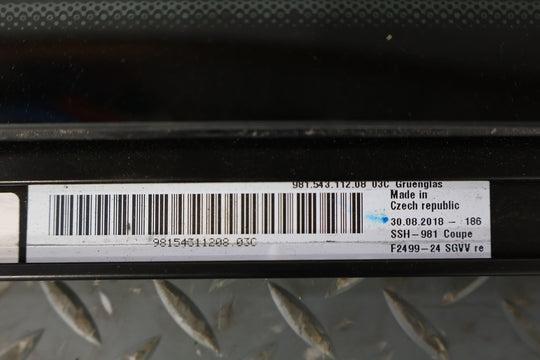 981.543.112.08 03C Gruenglas
Made in
Czech republic
30.08.2018 - 186
SSH-981 Coupe
98154311208 03C
F2499-24 SGVV re